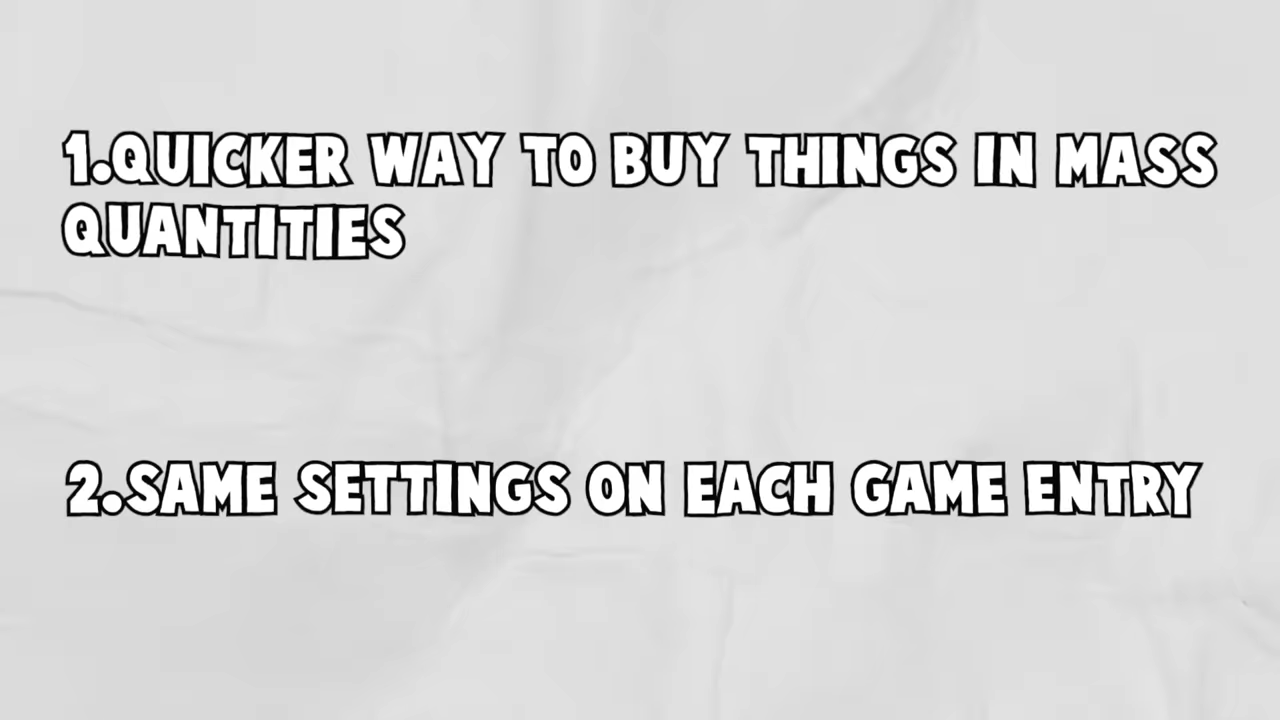 1.QUICKER WAY TO BUY THINGS IN MASS
QUANTITIES
2.SAME SETTINGS ON EACH GAME ENTRY